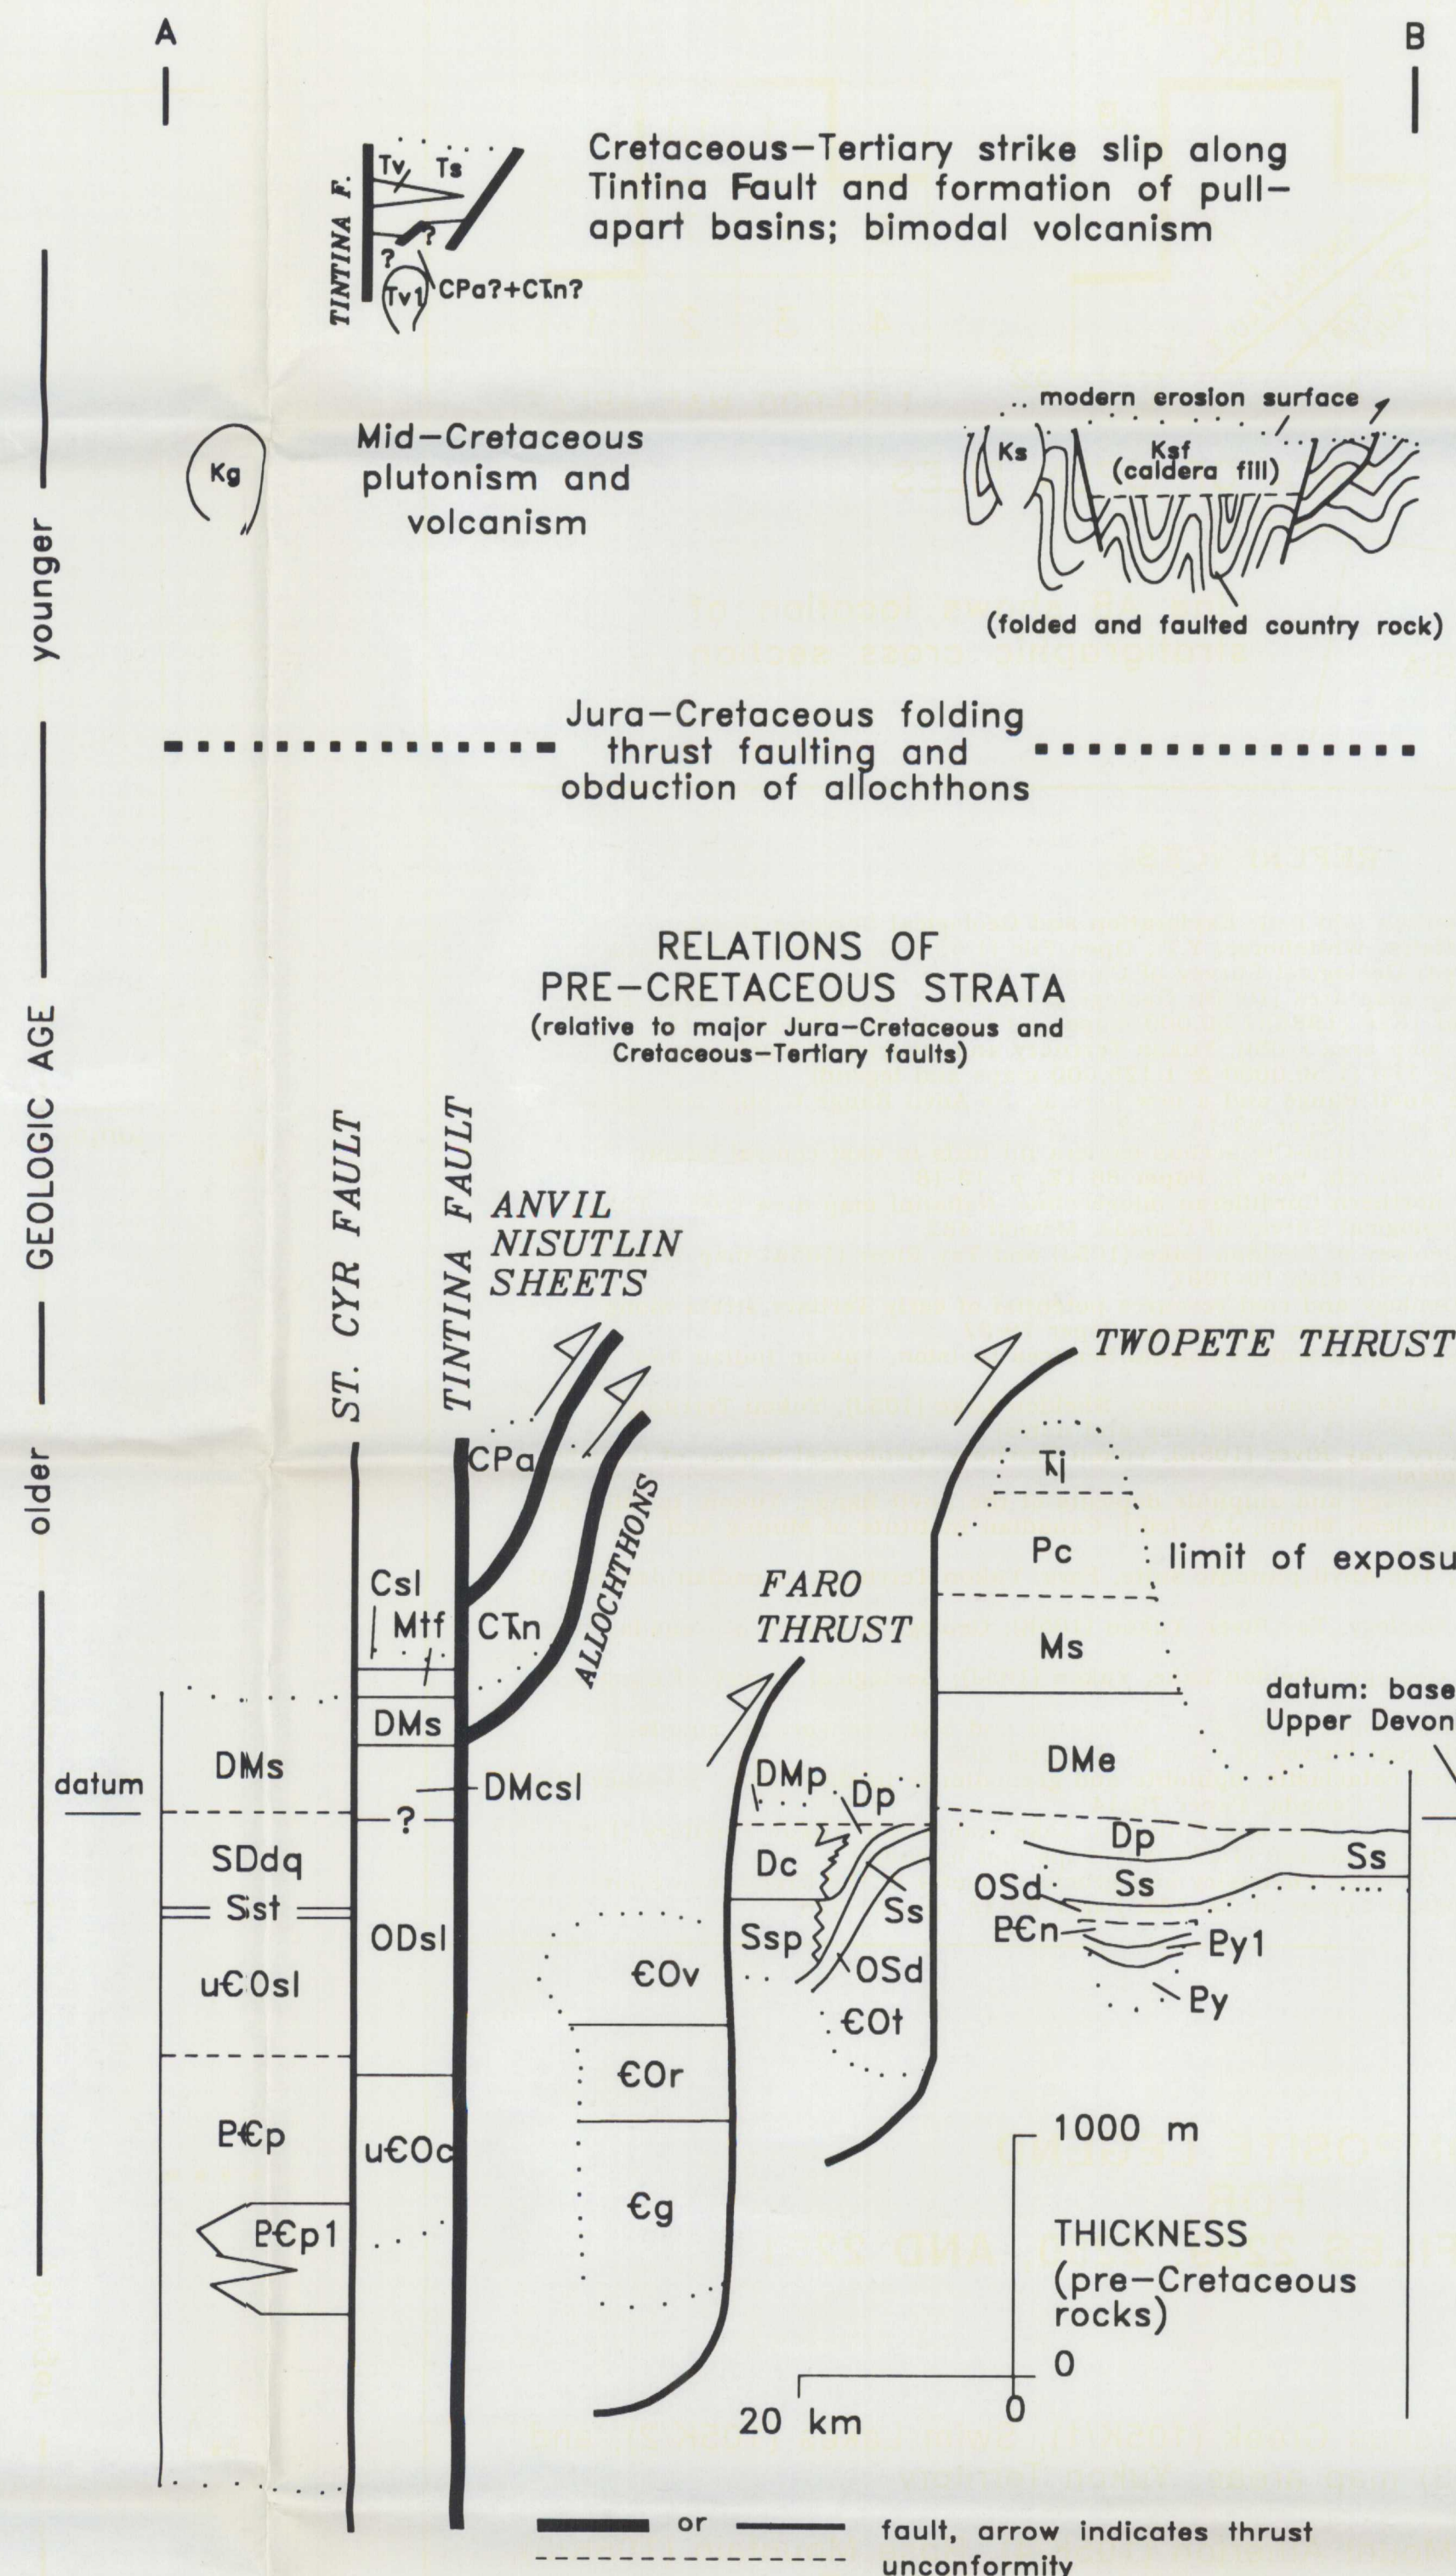 A
B
Cretaceous-Tertiary strike slip along
Tintina Fault and formation of pull-
apart basins; bimodal volcanism
TINTINA F.
Tv
Ts
?
?
Tv1
CPa?+CTn?
modern erosion surface
Kg
Mid-Cretaceous
plutonism and
volcanism
Ks
Ksf
(caldera fill)
(folded and faulted country rock)
Jura-Cretaceous folding
thrust faulting and
obduction of allochthons
older
GEOLOGIC AGE
younger
RELATIONS OF
PRE-CRETACEOUS STRATA
(relative to major Jura-Cretaceous and
Cretaceous-Tertiary faults)
ST. CYR FAULT
TINTINA FAULT
ANVIL
NISUTLIN
SHEETS
ALLOCHTHONS
TWOPETE THRUST
FARO
THRUST
CPa
Csl
Mtf
CTn
Tj
Pc
limit of exposu
Ms
datum: base
Upper Devon
DMs
DMs
DMcsl
datum
?
DMp
Dp
DMe
Dp
SDdq
Dc
Ss
Sst
OSd
Ss
Ss
ODsl
Ssp
PЄn
Py1
uЄOsl
ЄOv
OSd
Py
ЄOt
ЄOr
PЄp
uЄOc
1000 m
Єg
PЄp1
THICKNESS
(pre-Cretaceous
rocks)
0
20 km
0
or
fault, arrow indicates thrust
unconformity